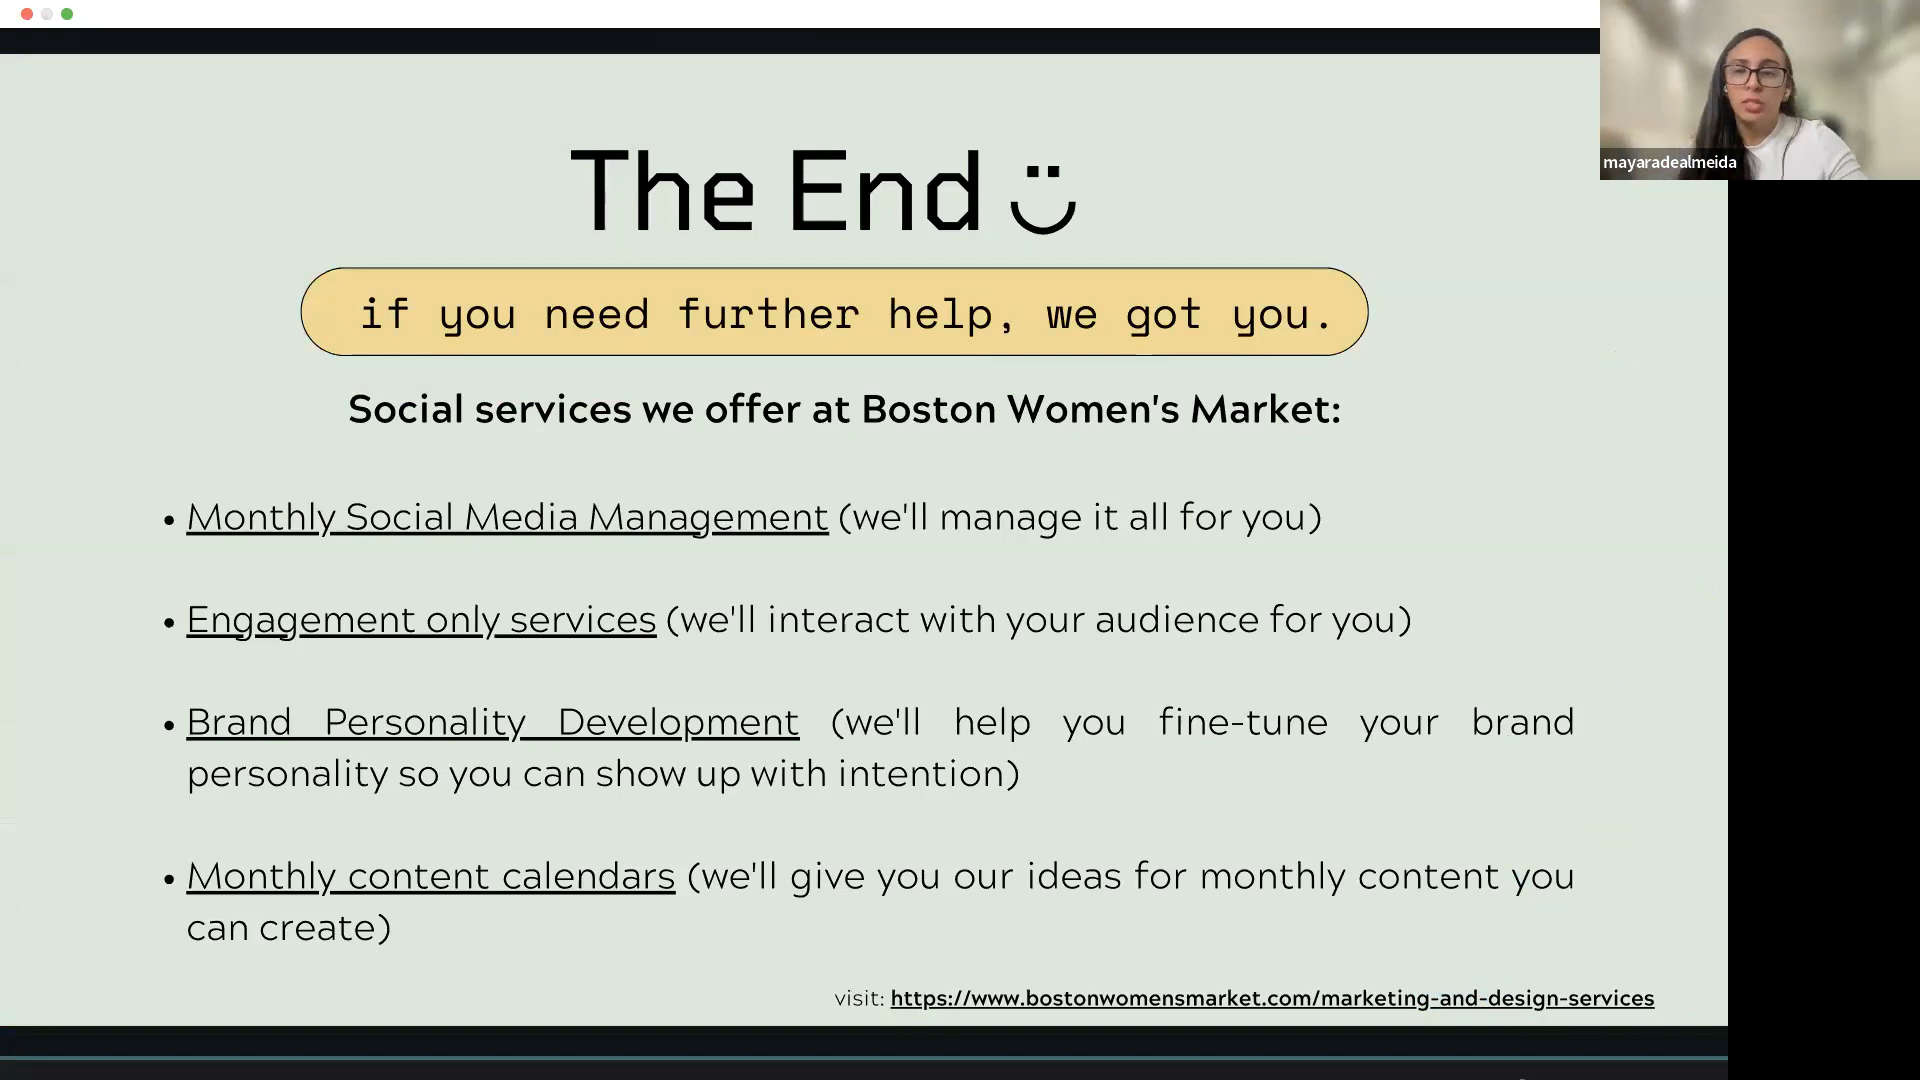 mayaradealmeida
The End
if you need further help, we got you.
Social services we offer at Boston Women's Market:
• Monthly Social Media Management (we'll manage it all for you)
• Engagement only services (we'll interact with your audience for you)
• Brand Personality Development (we'll help you fine-tune your brand
personality so you can show up with intention)
• Monthly content calendars (we'll give you our ideas for monthly content you
can create)
visit: https://www.bostonwomensmarket.com/marketing-and-design-services